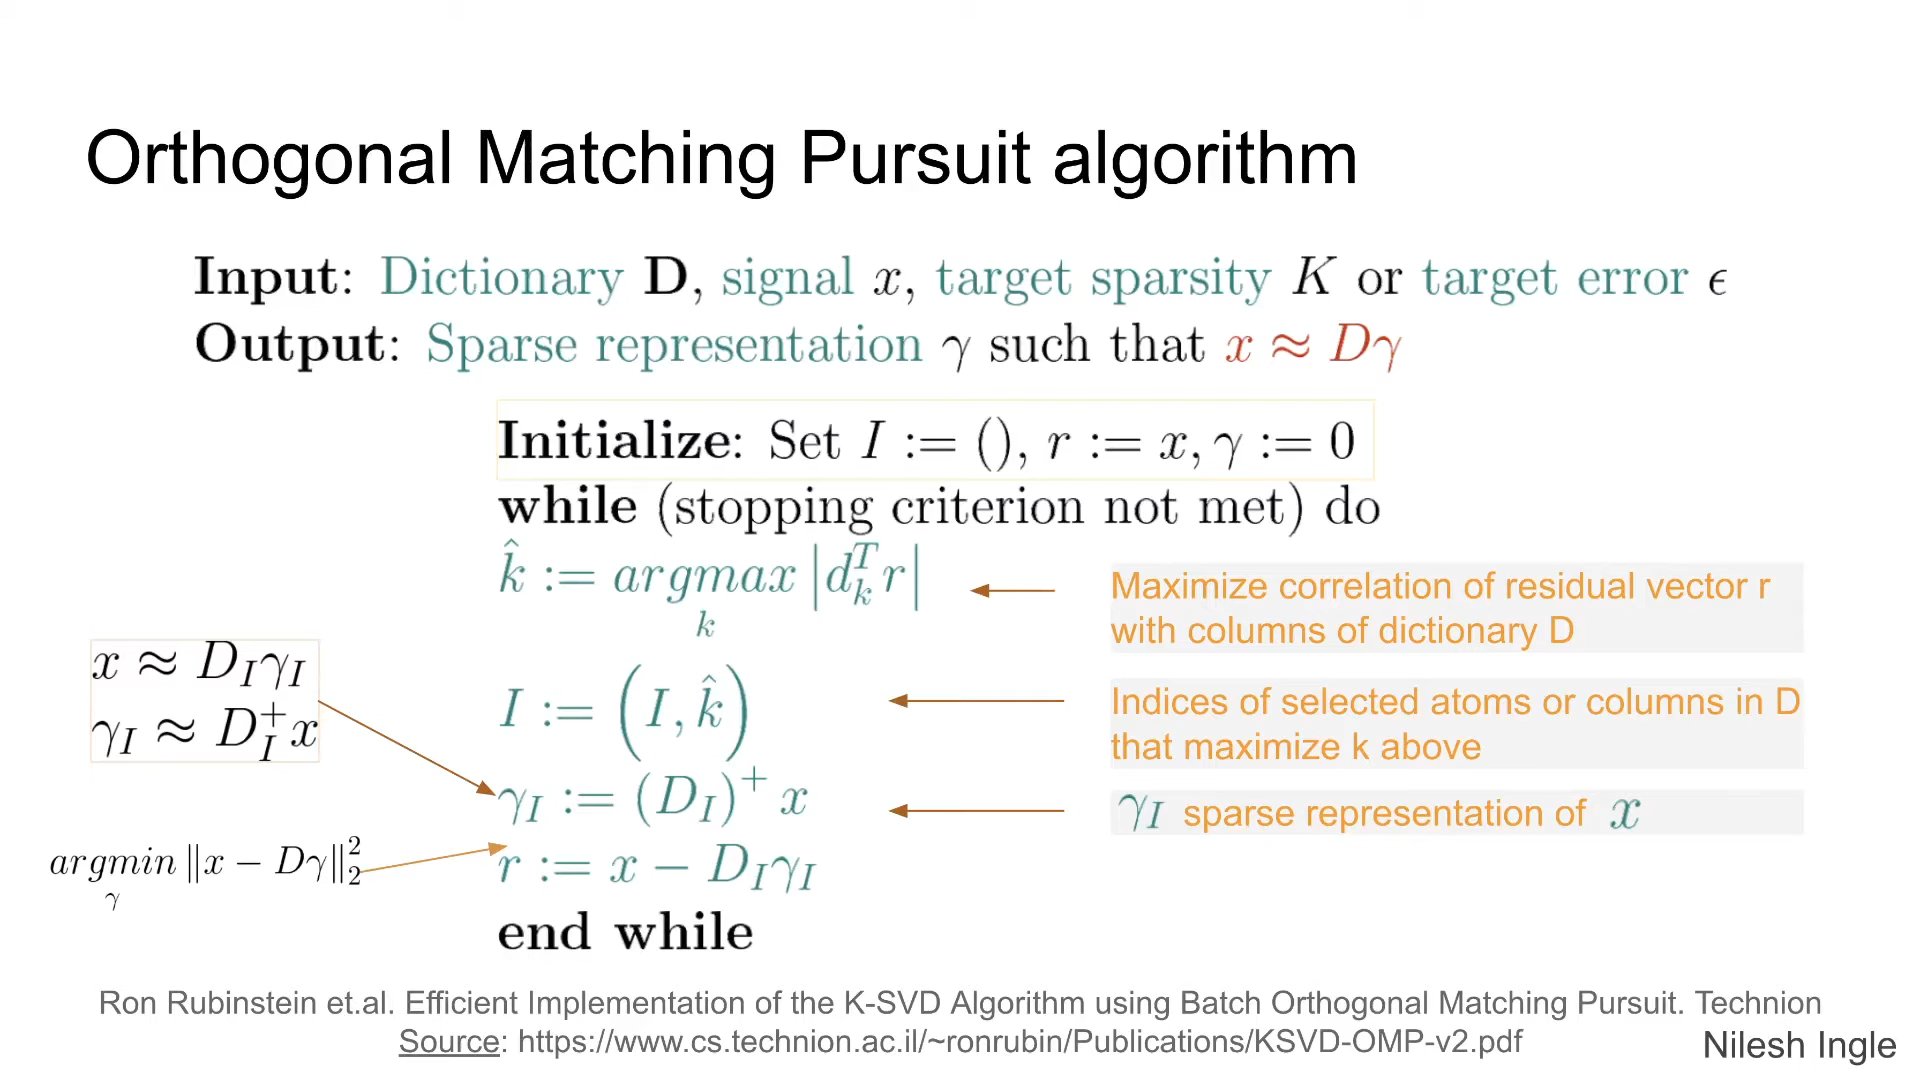 Orthogonal Matching Pursuit algorithm
Input: Dictionary D, signal x, target sparsity K or target error ϵ
Output: Sparse representation γ such that x ≈ Dγ
Initialize: Set I := (), r := x, γ := 0
while (stopping criterion not met) do
k̂ := argmax |d_k^T r|
k
Maximize correlation of residual vector r
with columns of dictionary D
x ≈ D_I γ_I
γ_I ≈ D_I^+ x
I := (I, k̂)
Indices of selected atoms or columns in D
that maximize k above
γ_I := (D_I)^+ x
γ_I sparse representation of x
argmin ‖x − Dγ‖_2^2
γ
r := x − D_I γ_I
end while
Ron Rubinstein et.al. Efficient Implementation of the K-SVD Algorithm using Batch Orthogonal Matching Pursuit. Technion
Source: https://www.cs.technion.ac.il/~ronrubin/Publications/KSVD-OMP-v2.pdf
Nilesh Ingle